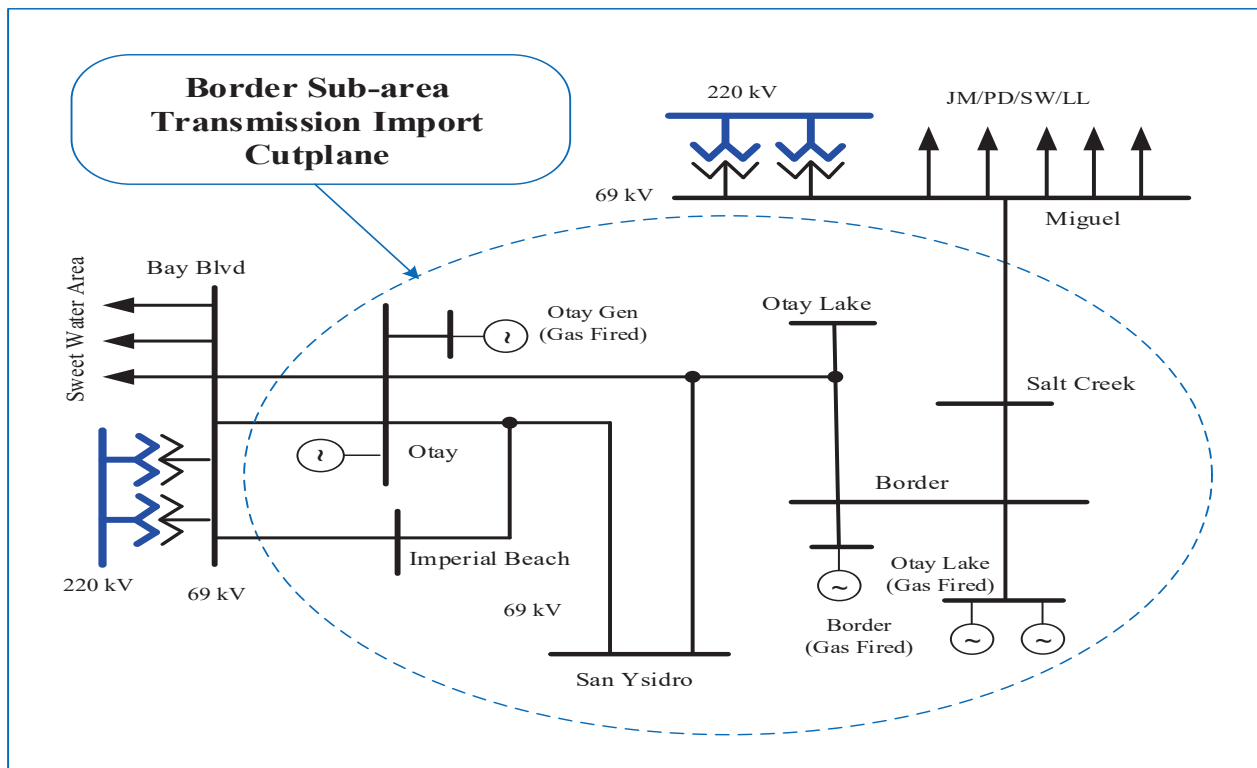 Border Sub-area
Transmission Import
Cutplane
220 kV
JM/PD/SW/LL
69 kV
Miguel
Sweet Water Area
Bay Blvd
Otay Gen
(Gas Fired)
~
Otay Lake
Salt Creek
~
Otay
Border
Imperial Beach
220 kV
69 kV
69 kV
~
Border
(Gas Fired)
Otay Lake
(Gas Fired)
~
~
San Ysidro